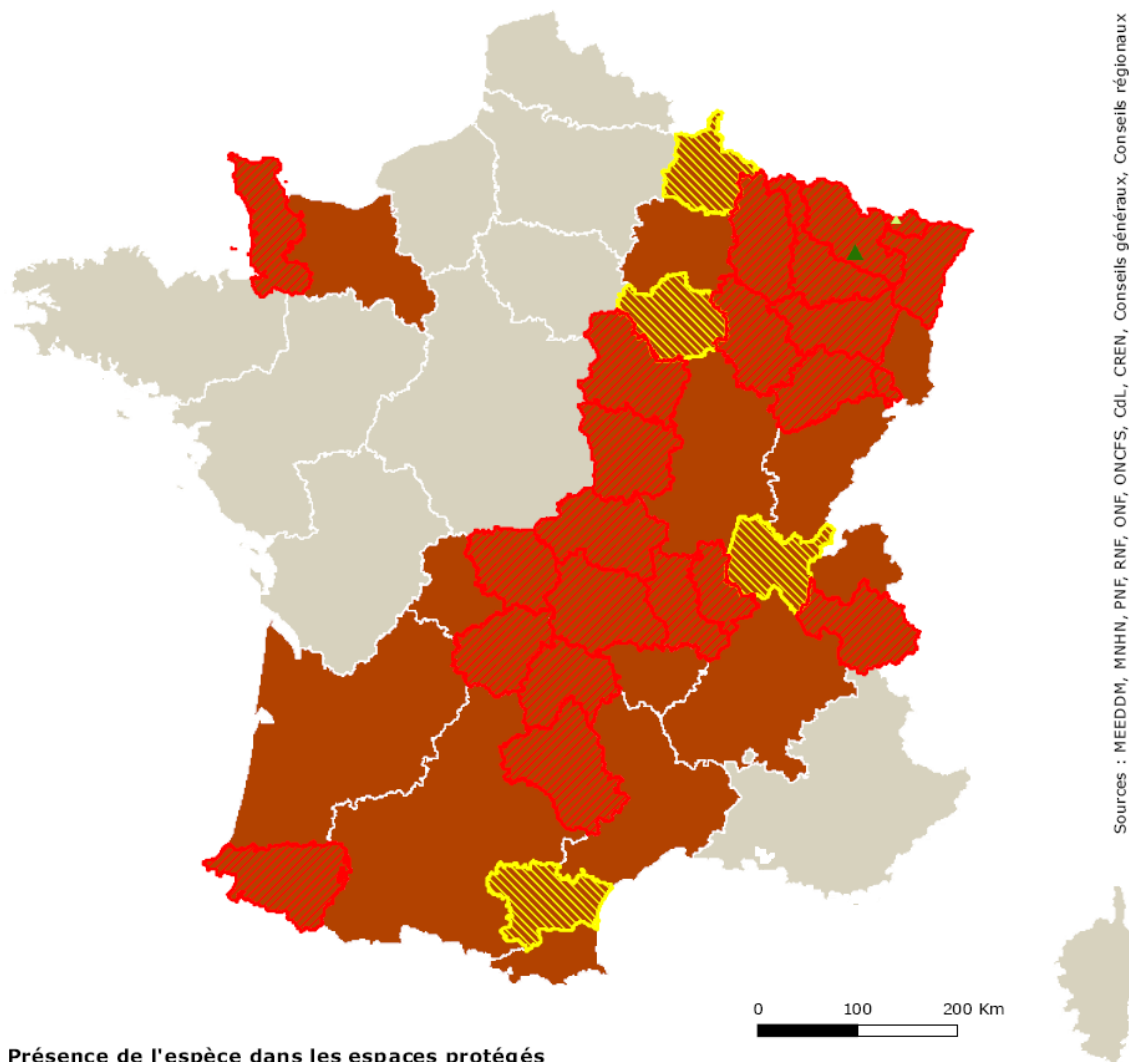 Sources : MEEDDM, MNHN, PNF, RNF, ONF, ONCFS, CdL, CREN, Conseils généraux, Conseils régionaux
0 100 200 Km
Présence de l'espèce dans les espaces protégés